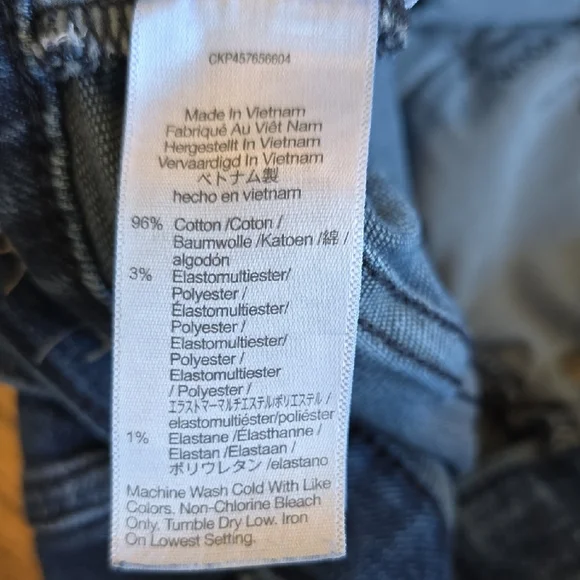 CKP457656604
Made In Vietnam
Fabriqué Au Viêt Nam
Hergestellt In Vietnam
Vervaardigd In Vietnam
ベトナム製
hecho en vietnam
96% Cotton /Coton /
Baumwolle /Katoen /綿 /
algodón
3% Elastomultiester/
Polyester /
Élastomultiester/
Polyester /
Elastomultiester/
Polyester /
Elastomultiester
/ Polyester /
エラストマーマルチエステル/ポリエステル /
elastomultiéster/poliéster
1% Elastane /Élasthanne /
Elastan /Elastaan /
ポリウレタン /elastano
Machine Wash Cold With Like
Colors. Non-Chlorine Bleach
Only. Tumble Dry Low. Iron
On Lowest Setting.